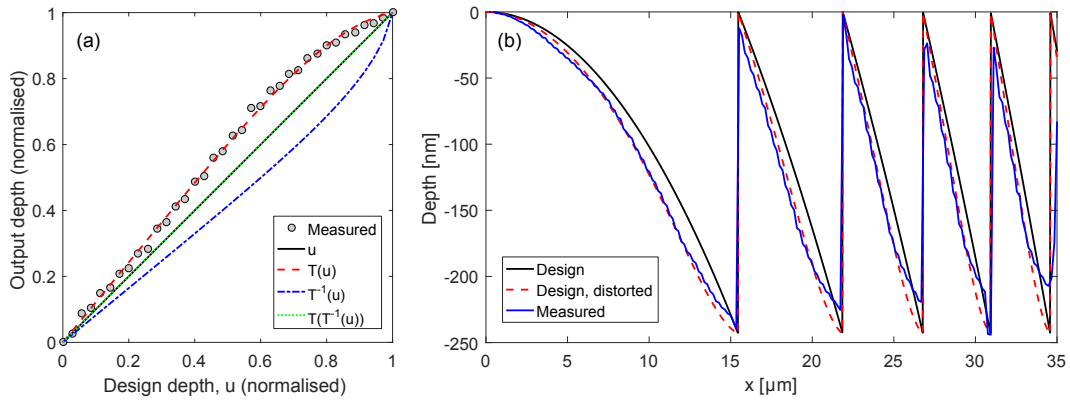 (a)
Output depth (normalised)
1
0.8
0.6
0.4
0.2
0
0 0.2 0.4 0.6 0.8 1
Design depth, u (normalised)
Measured
u
T(u)
T⁻¹(u)
T(T⁻¹(u))
(b)
Depth [nm]
0
-50
-100
-150
-200
-250
0 5 10 15 20 25 30 35
x [µm]
Design
Design, distorted
Measured